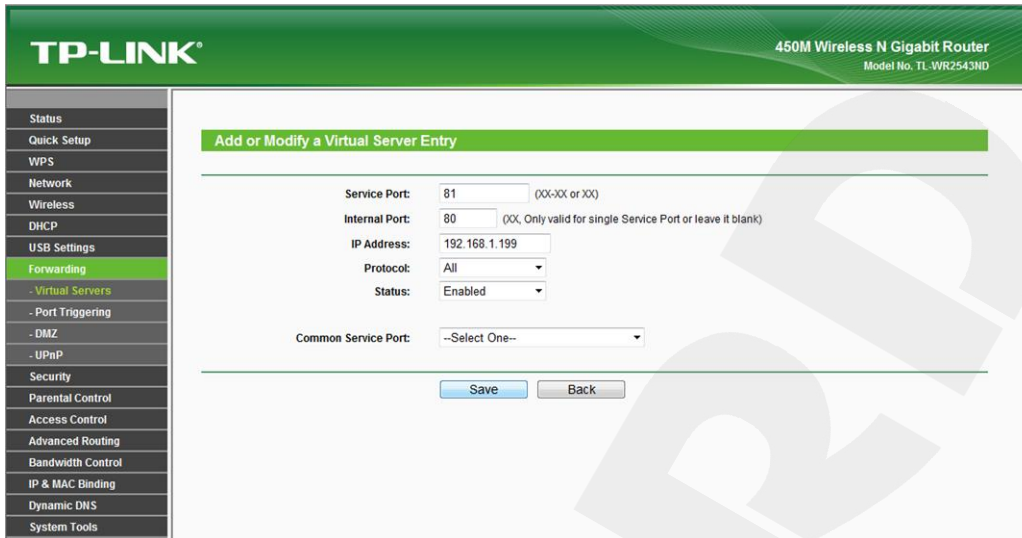 TP-LINK®
450M Wireless N Gigabit Router
Model No. TL-WR2543ND
Status
Quick Setup
WPS
Network
Wireless
DHCP
USB Settings
Forwarding
- Virtual Servers
- Port Triggering
- DMZ
- UPnP
Security
Parental Control
Access Control
Advanced Routing
Bandwidth Control
IP & MAC Binding
Dynamic DNS
System Tools
Add or Modify a Virtual Server Entry
Service Port: 81 (XX-XX or XX)
Internal Port: 80 (XX, Only valid for single Service Port or leave it blank)
IP Address: 192.168.1.199
Protocol: All
Status: Enabled
Common Service Port: --Select One--
Save Back
RD